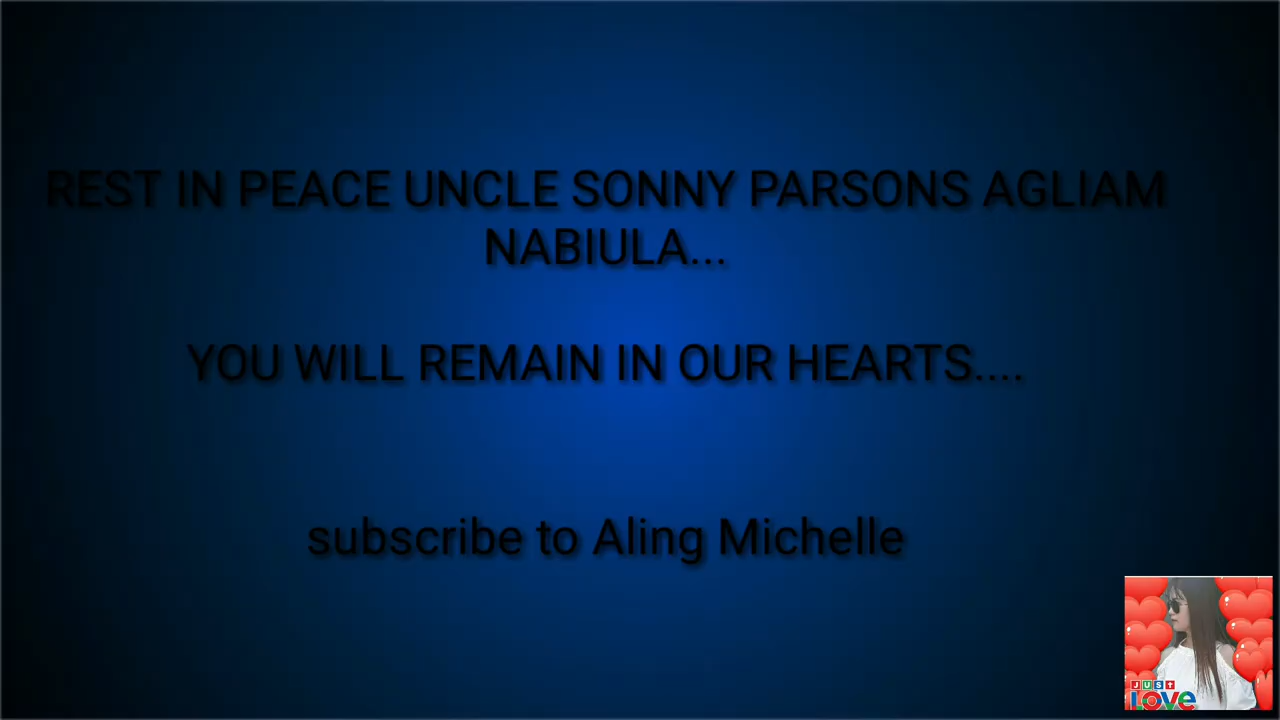 REST IN PEACE UNCLE SONNY PARSONS AGLIAM
NABIULA...
YOU WILL REMAIN IN OUR HEARTS....
subscribe to Aling Michelle
JUST
LOVE